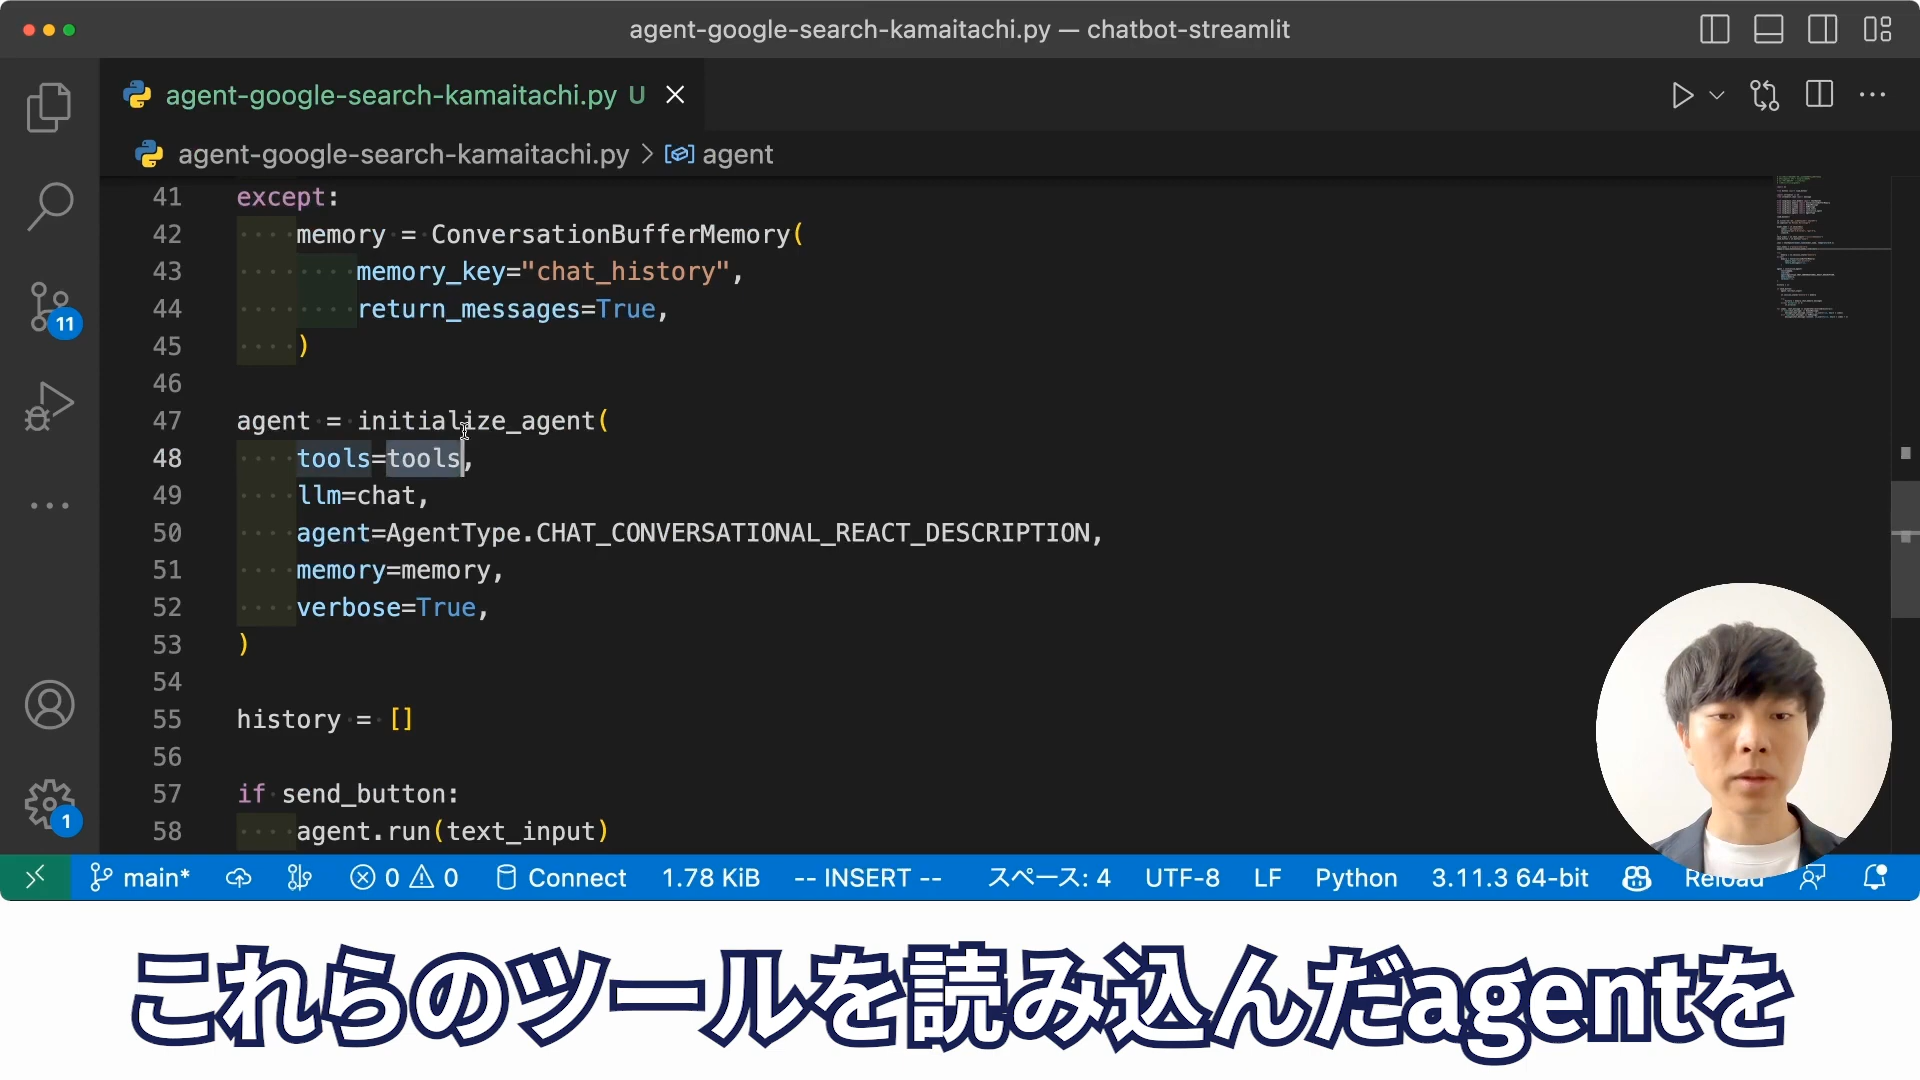 agent-google-search-kamaitachi.py — chatbot-streamlit
agent-google-search-kamaitachi.py U
agent-google-search-kamaitachi.py > agent
41 except:
42 memory = ConversationBufferMemory(
43 memory_key="chat_history",
44 return_messages=True,
45 )
46
47 agent = initialize_agent(
48 tools=tools,
49 llm=chat,
50 agent=AgentType.CHAT_CONVERSATIONAL_REACT_DESCRIPTION,
51 memory=memory,
52 verbose=True,
53 )
54
55 history = []
56
57 if send_button:
58 agent.run(text_input)
11
1
main* 0 0 Connect 1.78 KiB -- INSERT -- スペース: 4 UTF-8 LF Python 3.11.3 64-bit Reload
これらのツールを読み込んだagentを